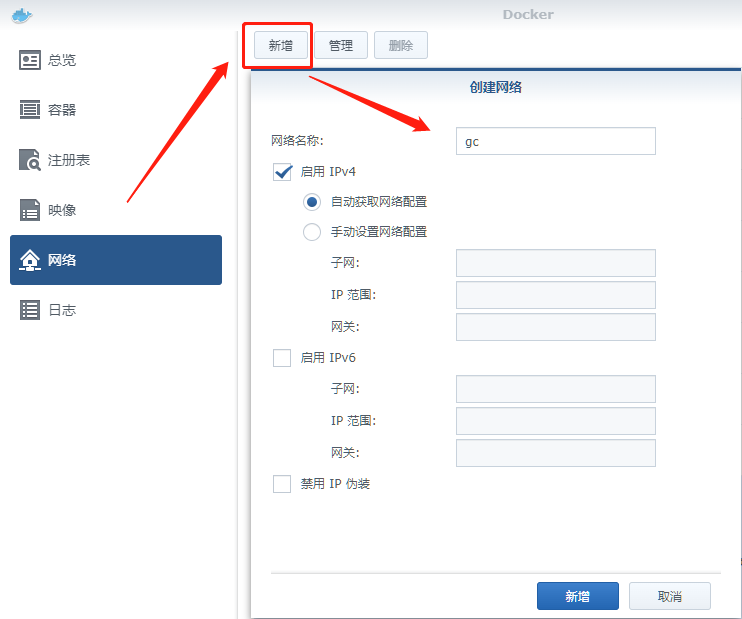 Docker
总览
容器
注册表
映像
网络
日志
新增 管理 删除
创建网络
网络名称: gc
启用 IPv4
自动获取网络配置
手动设置网络配置
子网:
IP 范围:
网关:
启用 IPv6
子网:
IP 范围:
网关:
禁用 IP 伪装
新增 取消